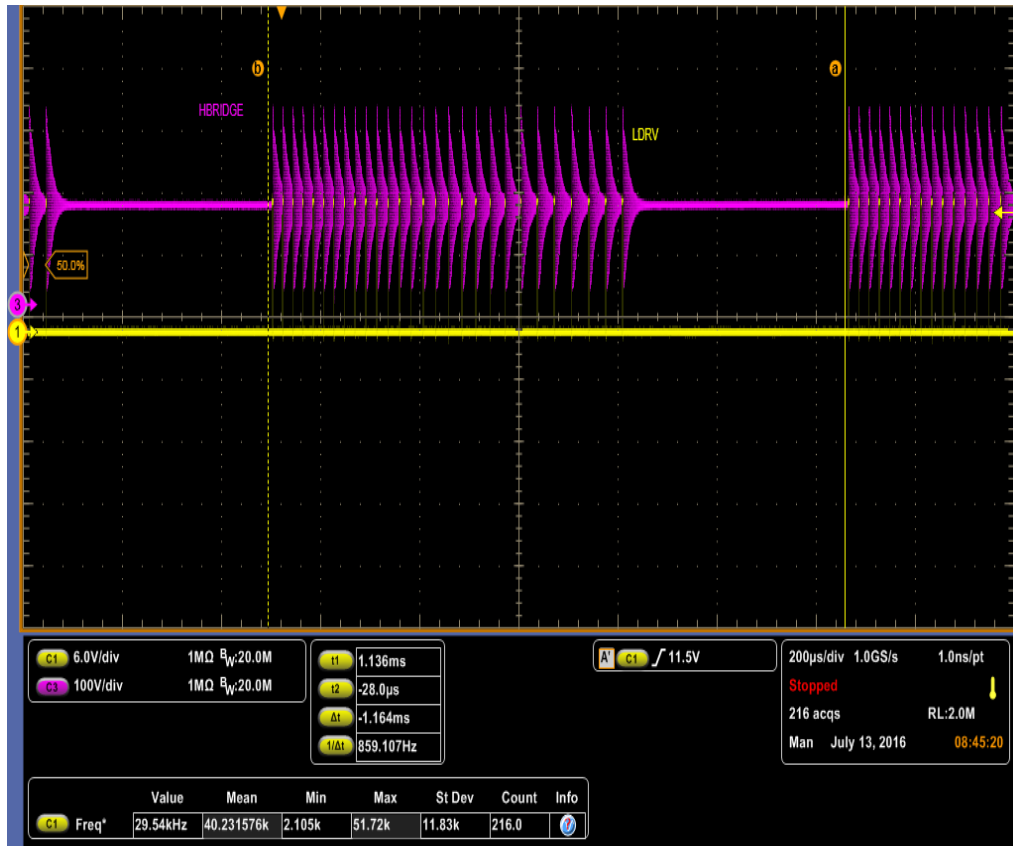 b
a
HBRIDGE
LDRV
50.0%
3
1
C1 6.0V/div 1MΩ BW:20.0M
C3 100V/div 1MΩ BW:20.0M
t1 1.136ms
t2 -28.0µs
Δt -1.164ms
1/Δt 859.107Hz
A' C1 11.5V
200µs/div 1.0GS/s 1.0ns/pt
Stopped
216 acqs RL:2.0M
Man July 13, 2016 08:45:20
Value Mean Min Max St Dev Count Info
C1 Freq* 29.54kHz 40.231576k 2.105k 51.72k 11.83k 216.0 ?